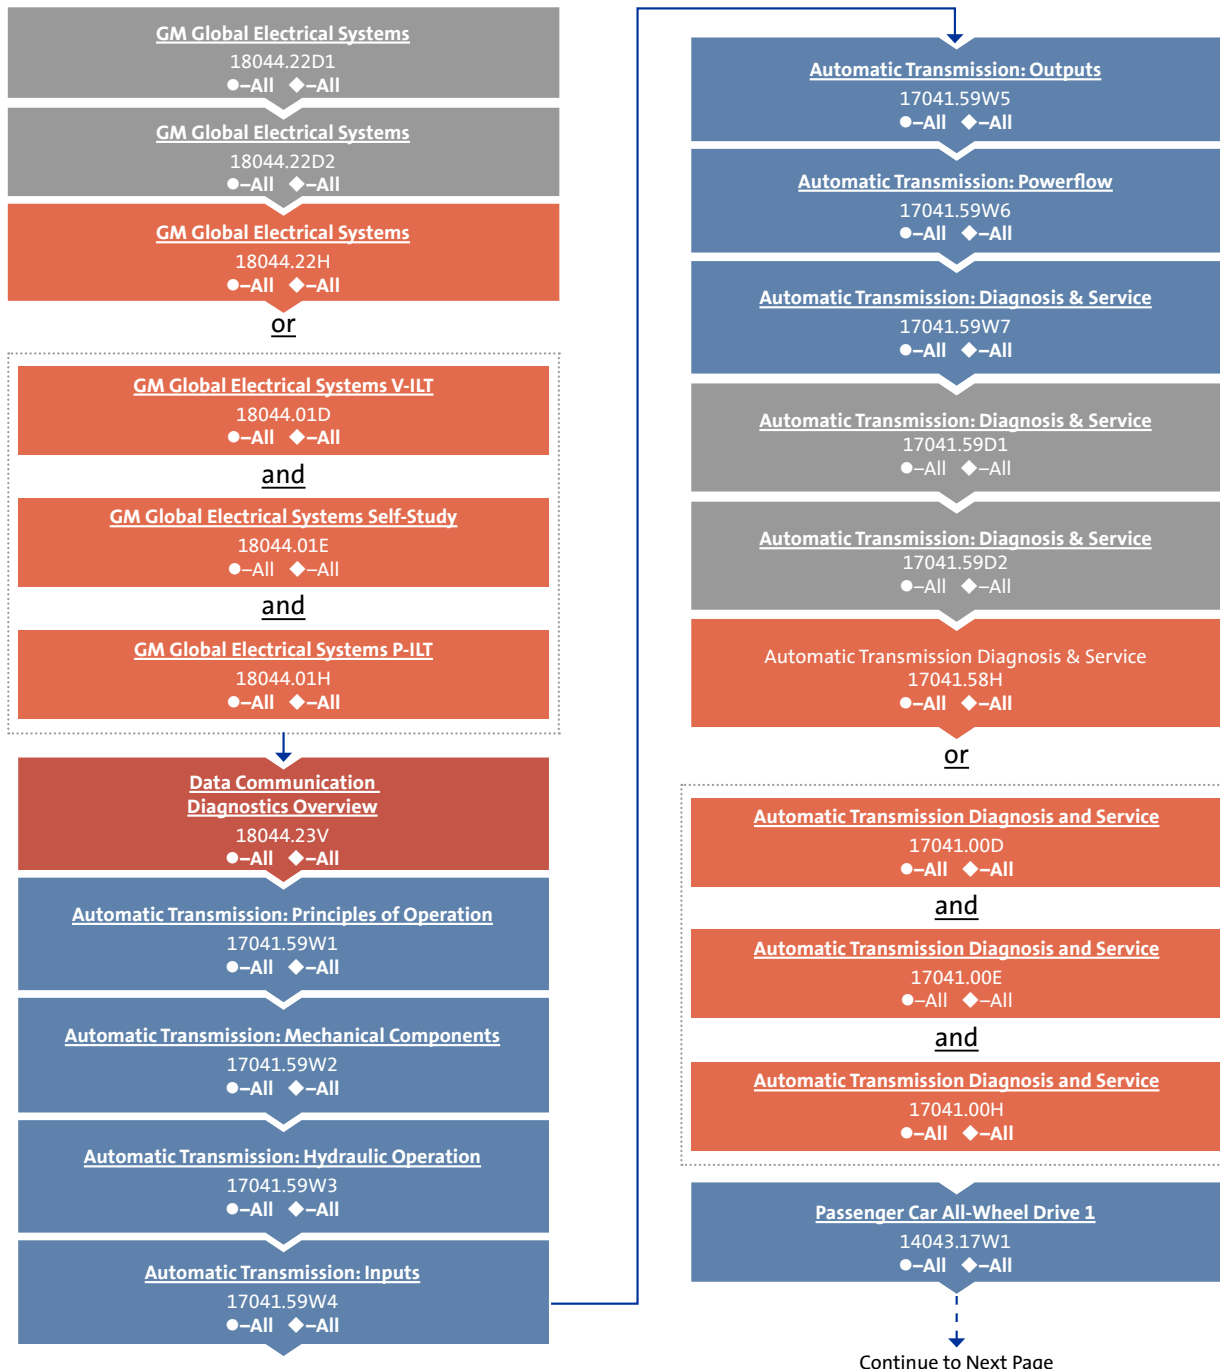 GM Global Electrical Systems
18044.22D1
●–All ◆–All
GM Global Electrical Systems
18044.22D2
●–All ◆–All
GM Global Electrical Systems
18044.22H
●–All ◆–All
or
GM Global Electrical Systems V-ILT
18044.01D
●–All ◆–All
and
GM Global Electrical Systems Self-Study
18044.01E
●–All ◆–All
and
GM Global Electrical Systems P-ILT
18044.01H
●–All ◆–All
Data Communication
Diagnostics Overview
18044.23V
●–All ◆–All
Automatic Transmission: Principles of Operation
17041.59W1
●–All ◆–All
Automatic Transmission: Mechanical Components
17041.59W2
●–All ◆–All
Automatic Transmission: Hydraulic Operation
17041.59W3
●–All ◆–All
Automatic Transmission: Inputs
17041.59W4
●–All ◆–All
Automatic Transmission: Outputs
17041.59W5
●–All ◆–All
Automatic Transmission: Powerflow
17041.59W6
●–All ◆–All
Automatic Transmission: Diagnosis & Service
17041.59W7
●–All ◆–All
Automatic Transmission: Diagnosis & Service
17041.59D1
●–All ◆–All
Automatic Transmission: Diagnosis & Service
17041.59D2
●–All ◆–All
Automatic Transmission Diagnosis & Service
17041.58H
●–All ◆–All
or
Automatic Transmission Diagnosis and Service
17041.00D
●–All ◆–All
and
Automatic Transmission Diagnosis and Service
17041.00E
●–All ◆–All
and
Automatic Transmission Diagnosis and Service
17041.00H
●–All ◆–All
Passenger Car All-Wheel Drive 1
14043.17W1
●–All ◆–All
Continue to Next Page